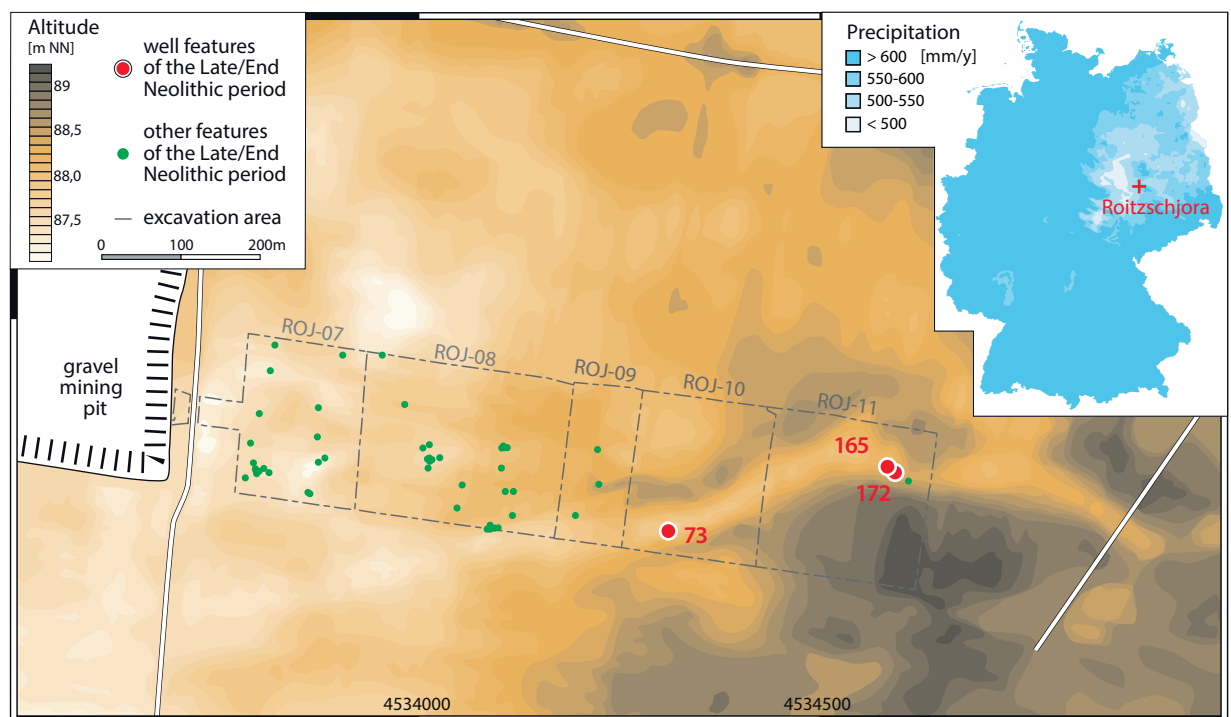 Altitude
[m NN]
89
88,5
88,0
87,5
well features
of the Late/End
Neolithic period
other features
of the Late/End
Neolithic period
excavation area
0 100 200m
Precipitation
> 600 [mm/y]
550-600
500-550
< 500
Roitzschjora
gravel
mining
pit
ROJ-07
ROJ-08
ROJ-09
ROJ-10
ROJ-11
165
172
73
4534000
4534500